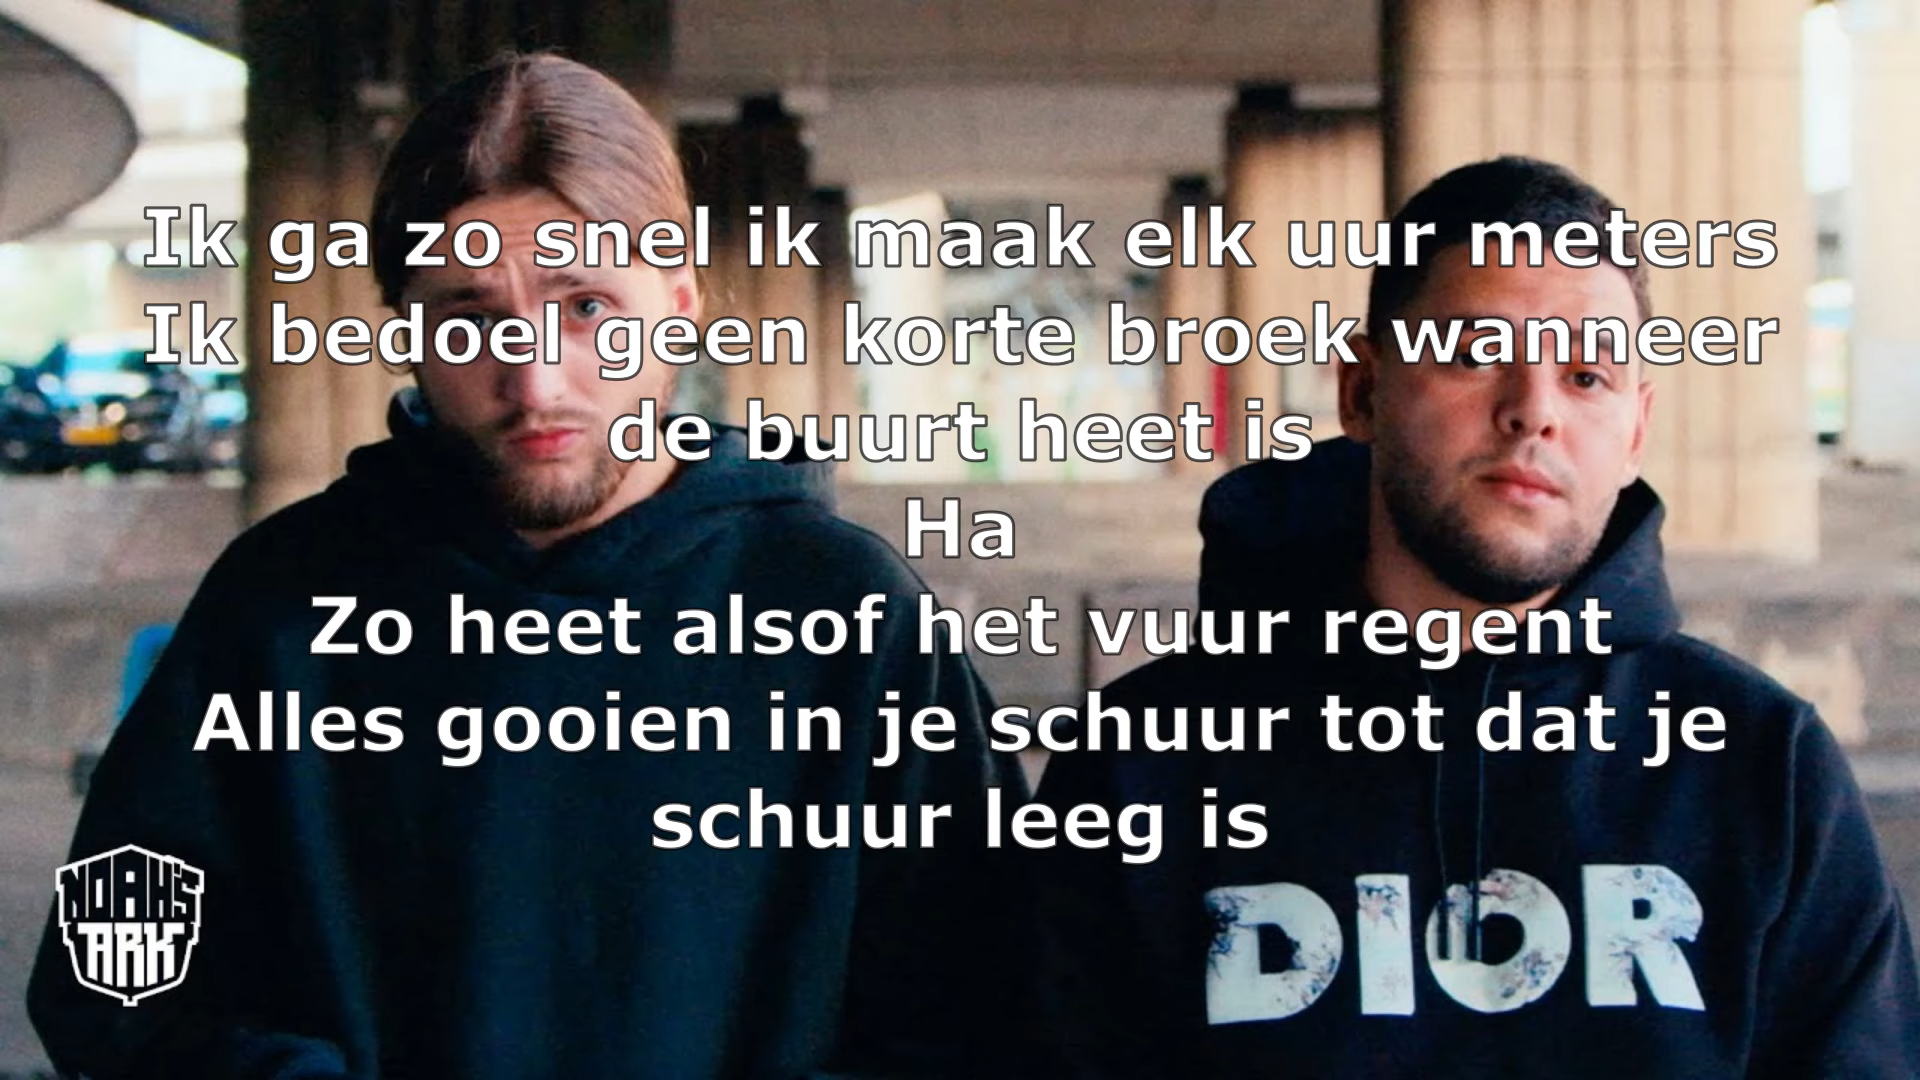 Ik ga zo snel ik maak elk uur meters
Ik bedoel geen korte broek wanneer
de buurt heet is
Ha
Zo heet alsof het vuur regent
Alles gooien in je schuur tot dat je
schuur leeg is
NOAH'S
ARK
DIOR